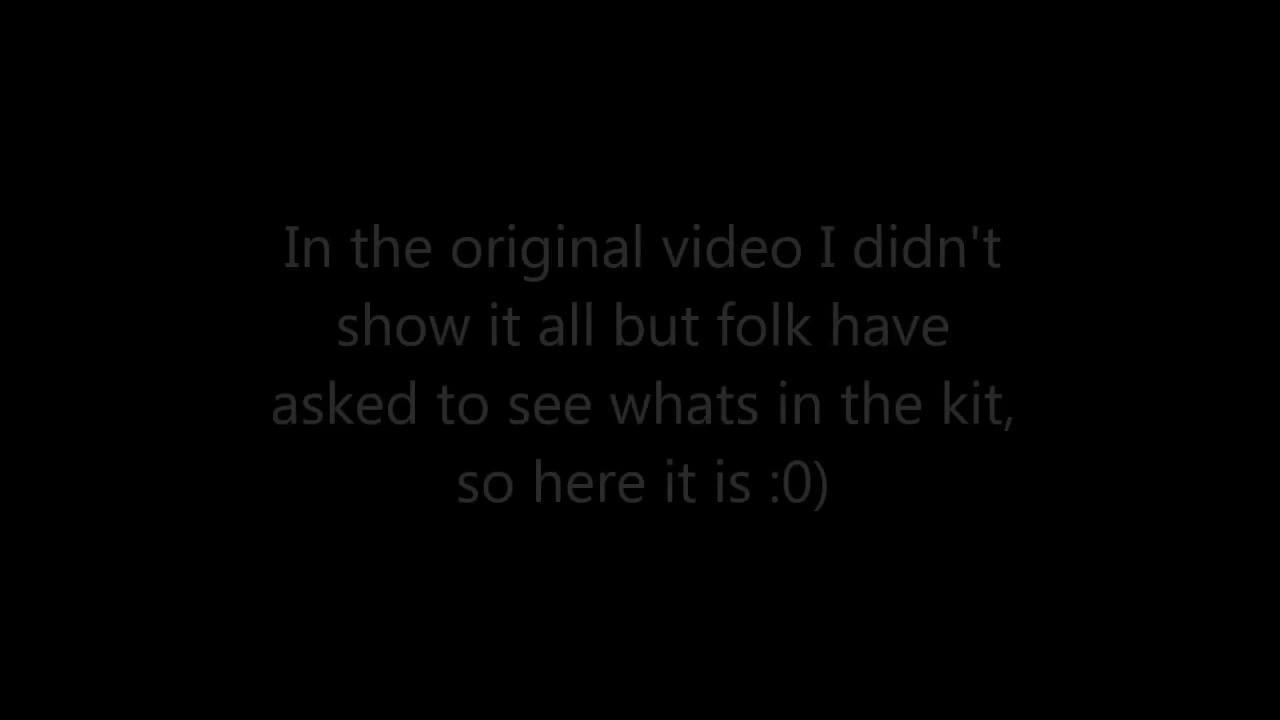 In the original video I didn't
show it all but folk have
asked to see whats in the kit,
so here it is :0)